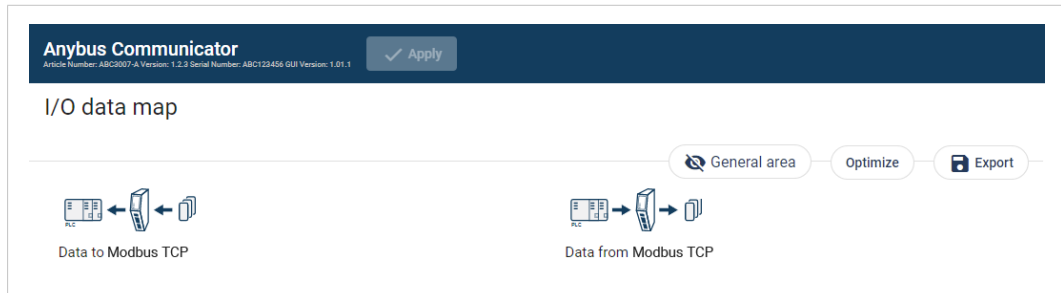 Anybus Communicator
Article Number: ABC3007-A Version: 1.2.3 Serial Number: ABC123456 GUI Version: 1.01.1
Apply
I/O data map
General area
Optimize
Export
PLC
PLC
Data to Modbus TCP
Data from Modbus TCP